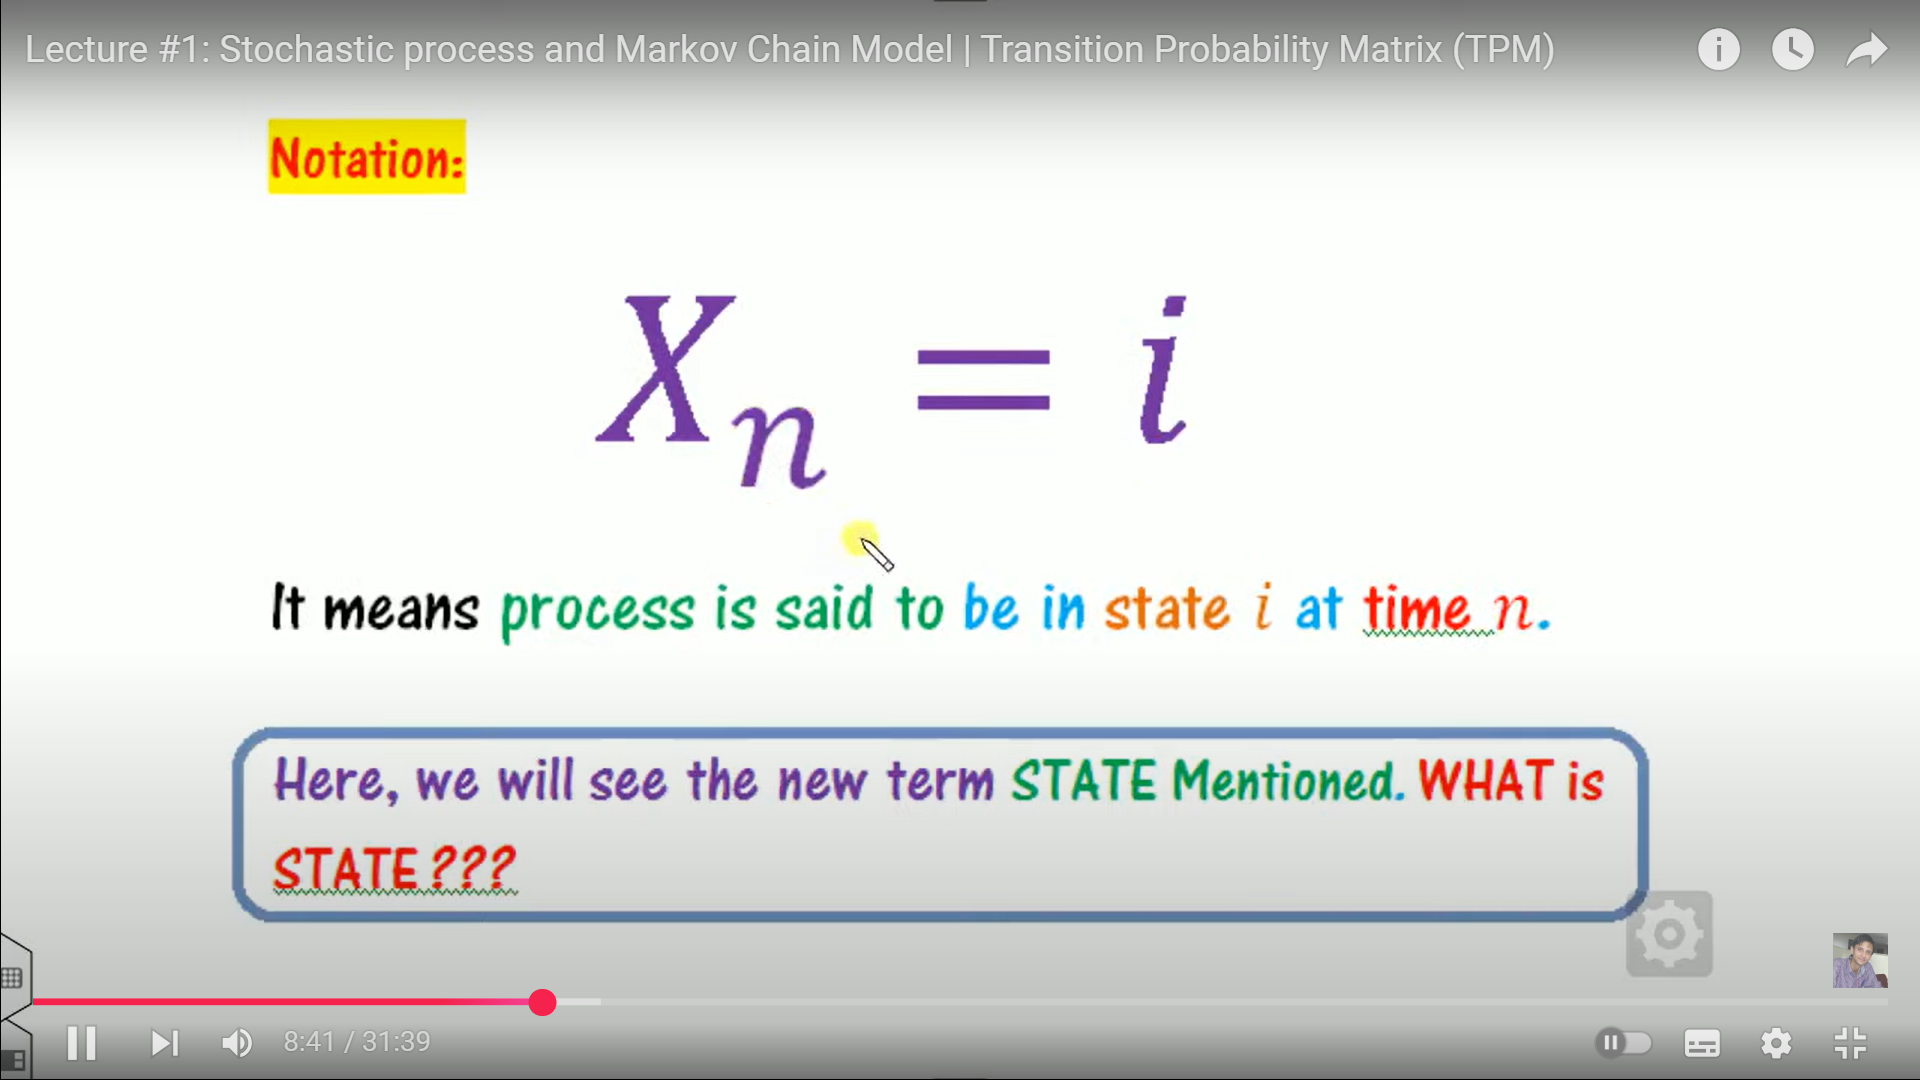 Lecture #1: Stochastic process and Markov Chain Model | Transition Probability Matrix (TPM)
Notation:
Xₙ = i
It means process is said to be in state i at time n.
Here, we will see the new term STATE Mentioned. WHAT is
STATE ???
8:41 / 31:39